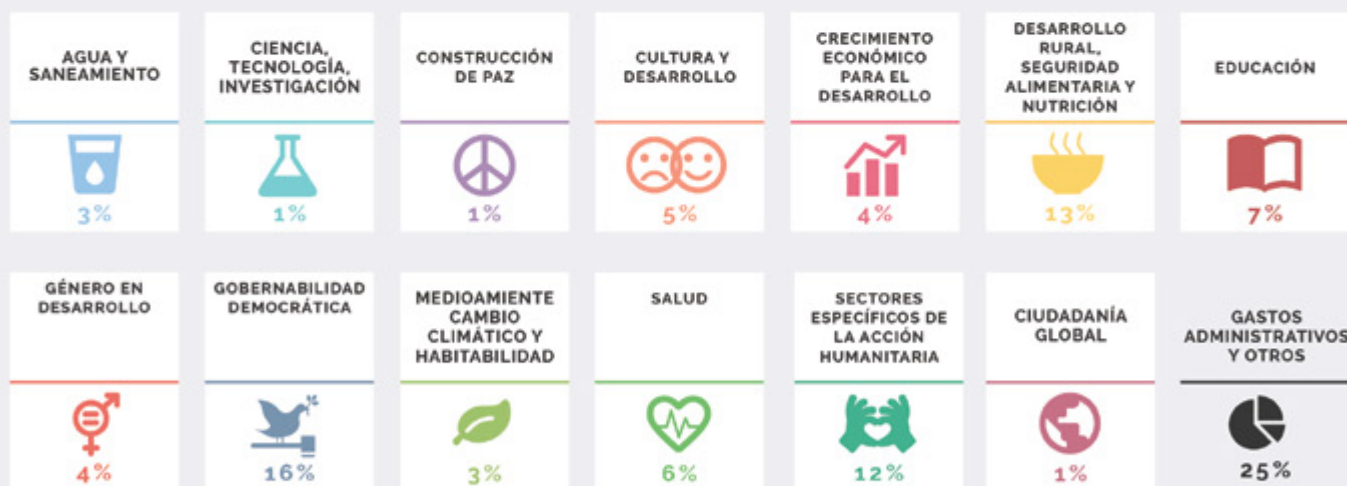 AGUA Y
SANEAMIENTO
3%
CIENCIA,
TECNOLOGÍA,
INVESTIGACIÓN
1%
CONSTRUCCIÓN
DE PAZ
1%
CULTURA Y
DESARROLLO
5%
CRECIMIENTO
ECONÓMICO
PARA EL
DESARROLLO
4%
DESARROLLO
RURAL,
SEGURIDAD
ALIMENTARIA Y
NUTRICIÓN
13%
EDUCACIÓN
7%
GÉNERO EN
DESARROLLO
4%
GOBERNABILIDAD
DEMOCRÁTICA
16%
MEDIOAMIENTE
CAMBIO
CLIMÁTICO Y
HABITABILIDAD
3%
SALUD
6%
SECTORES
ESPECÍFICOS DE
LA ACCIÓN
HUMANITARIA
12%
CIUDADANÍA
GLOBAL
1%
GASTOS
ADMINISTRATIVOS
Y OTROS
25%